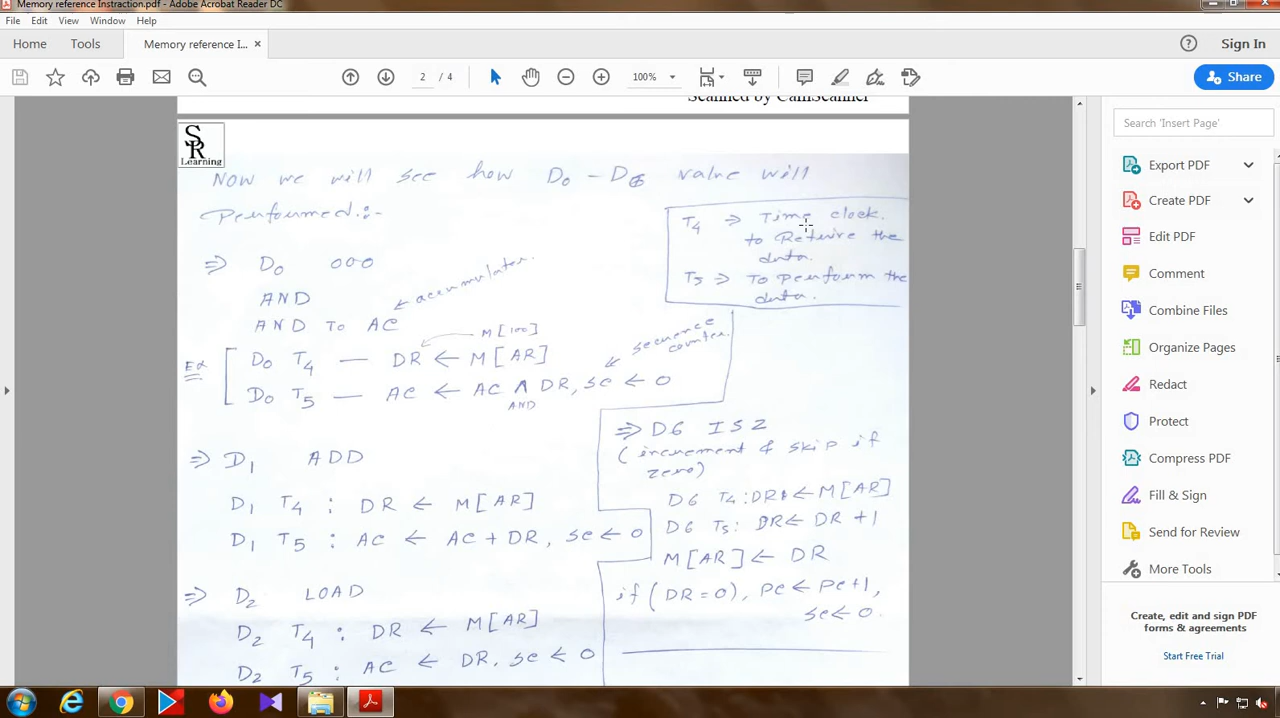 Memory reference Instraction.pdf - Adobe Acrobat Reader DC
File Edit View Window Help
Home Tools Memory reference I... × Sign In
2 / 4 100% Share
Scanned by CamScanner
SR
Learning
Now we will see how D0 - D6 value will
Performed :-
T4 ⇒ Time clock.
to Retwire the
data.
T5 ⇒ To Perform the
data.
⇒ D0 000
AND
AND TO AC ← accumulater.
M[100]
Ex D0 T4 — DR ← M[AR]
secuence
counter
D0 T5 — AC ← AC ∧ DR, SC ← 0
AND
⇒ D1 ADD
D1 T4 : DR ← M[AR]
D1 T5 : AC ← AC + DR, SC ← 0
⇒ D2 LOAD
D2 T4 : DR ← M[AR]
D2 T5 : AC ← DR, SC ← 0
⇒ D6 ISZ
(increment & skip if
zero)
D6 T4 : DR ← M[AR]
D6 T5 : DR ← DR + 1
M[AR] ← DR
if (DR = 0), PC ← PC+1,
SC ← 0.
Search 'Insert Page'
Export PDF
Create PDF
Edit PDF
Comment
Combine Files
Organize Pages
Redact
Protect
Compress PDF
Fill & Sign
Send for Review
More Tools
Create, edit and sign PDF
forms & agreements
Start Free Trial